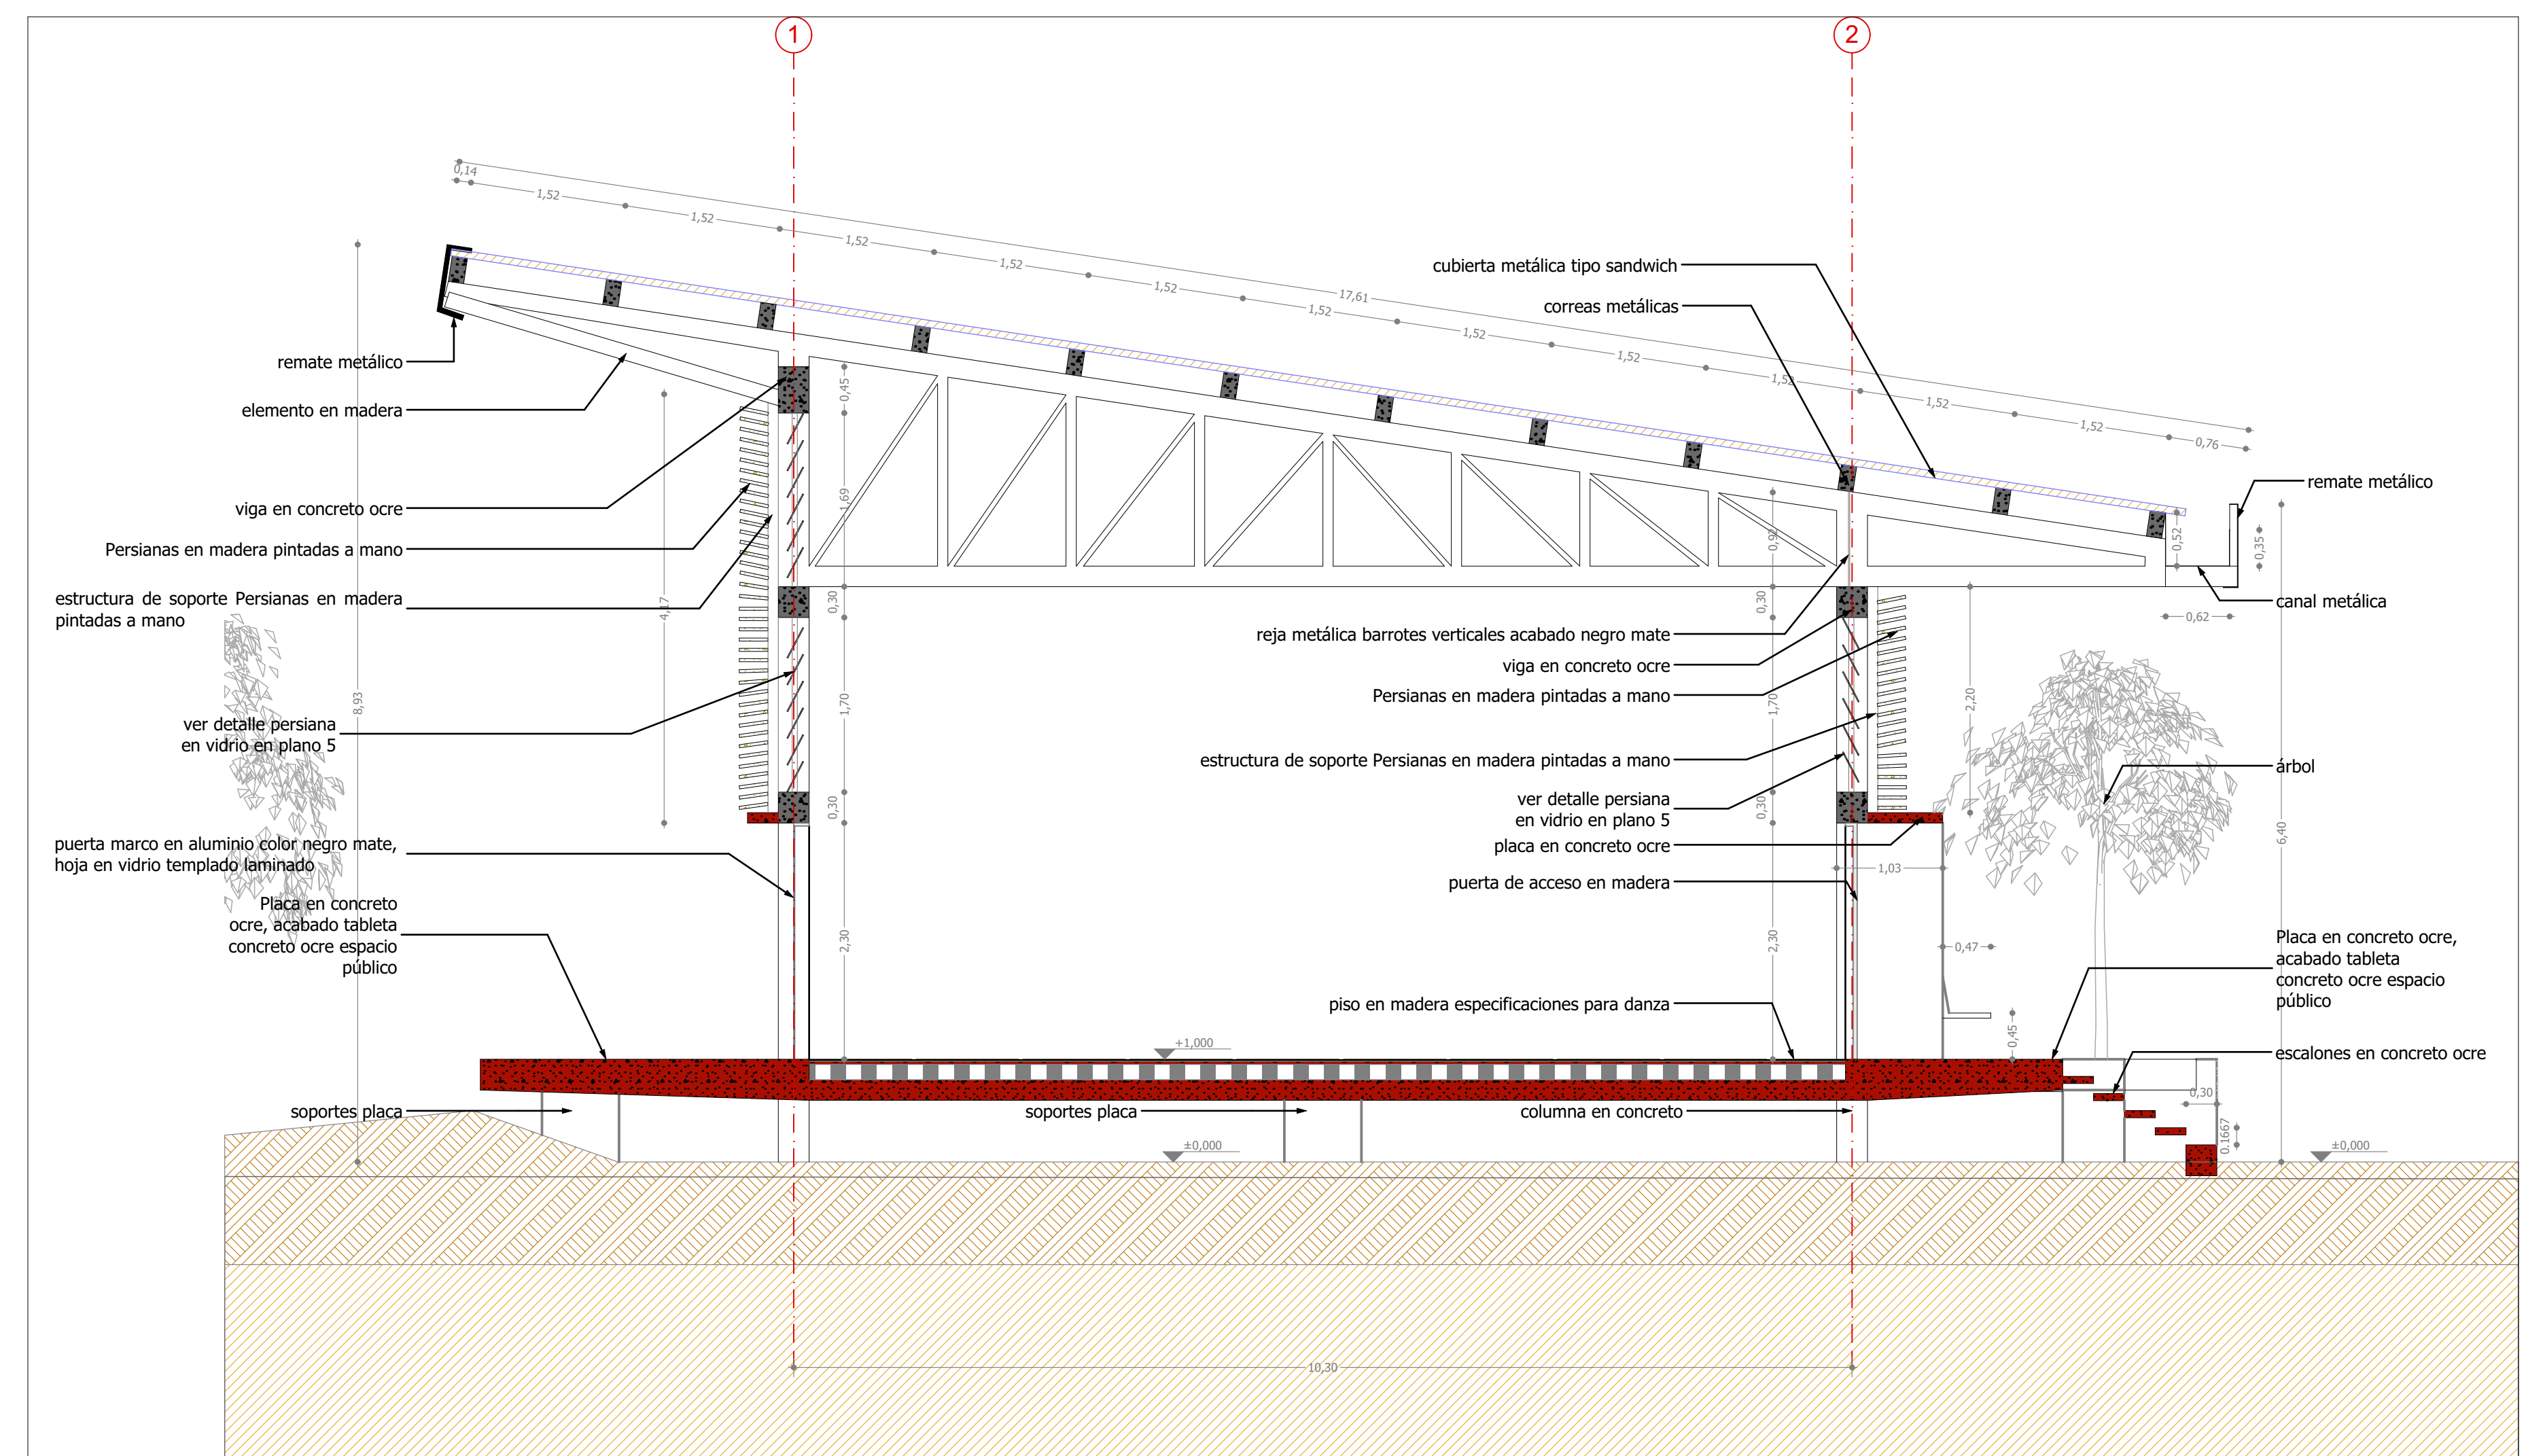 1
2
0,14
1,52
1,52
1,52
1,52
1,52
1,52
1,52
1,52
1,52
1,52
1,52
0,76
17,61
cubierta metálica tipo sandwich
correas metálicas
remate metálico
elemento en madera
viga en concreto ocre
Persianas en madera pintadas a mano
estructura de soporte Persianas en madera
pintadas a mano
ver detalle persiana
en vidrio en plano 5
puerta marco en aluminio color negro mate,
hoja en vidrio templado laminado
Placa en concreto
ocre, acabado tableta
concreto ocre espacio
público
soportes placa
8,93
4,17
0,45
1,69
0,30
1,70
0,30
2,30
0,92
0,30
1,70
0,30
2,30
reja metálica barrotes verticales acabado negro mate
viga en concreto ocre
Persianas en madera pintadas a mano
estructura de soporte Persianas en madera pintadas a mano
ver detalle persiana
en vidrio en plano 5
placa en concreto ocre
puerta de acceso en madera
piso en madera especificaciones para danza
soportes placa
columna en concreto
+1,000
±0,000
2,20
1,03
0,47
0,45
0,52
0,35
0,62
6,40
0,30
0.1667
±0,000
remate metálico
canal metálica
árbol
Placa en concreto ocre,
acabado tableta
concreto ocre espacio
público
escalones en concreto ocre
10,30